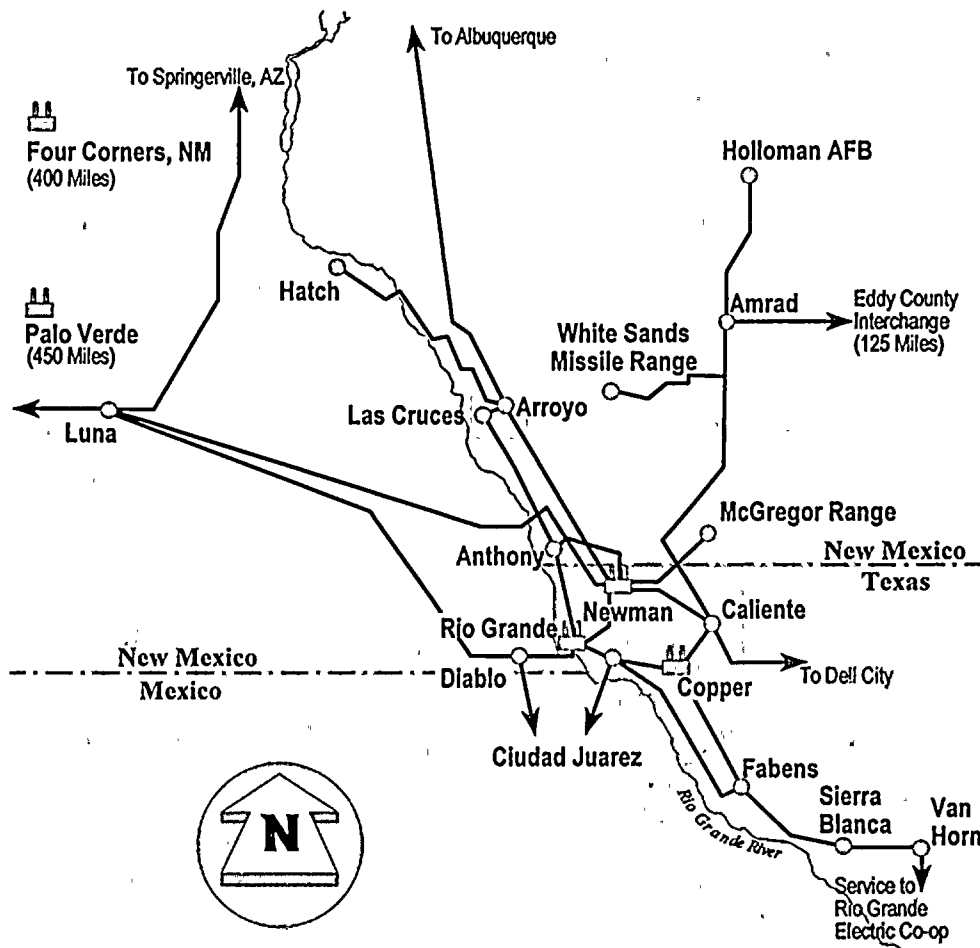 To Albuquerque
To Springerville, AZ
Four Corners, NM
(400 Miles)
Holloman AFB
Hatch
Amrad
Eddy County
Interchange
(125 Miles)
Palo Verde
(450 Miles)
White Sands
Missile Range
Las Cruces
Arroyo
Luna
McGregor Range
Anthony
New Mexico
Texas
Newman
Caliente
Rio Grande
New Mexico
Mexico
Diablo
Copper
To Dell City
Ciudad Juarez
Fabens
Sierra
Blanca
Van
Horn
Rio Grande River
N
Service to
Rio Grande
Electric Co-op